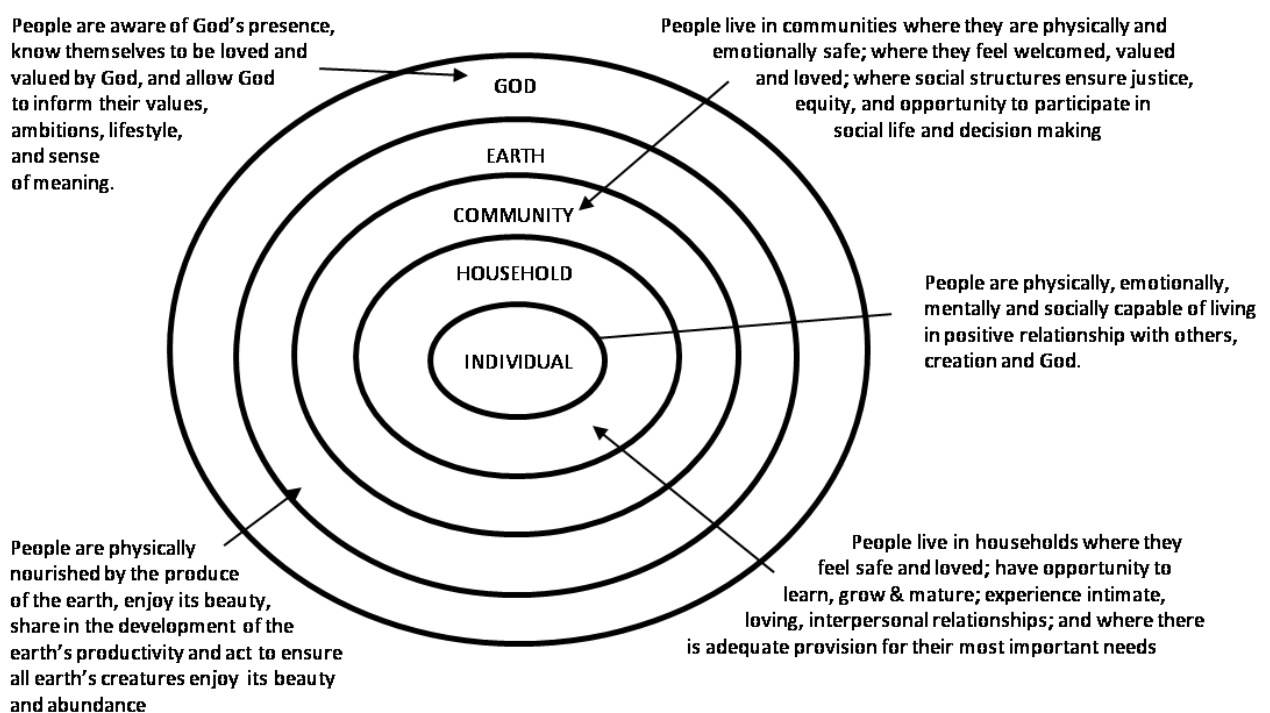 People are aware of God's presence,
know themselves to be loved and
valued by God, and allow God
to inform their values,
ambitions, lifestyle,
and sense
of meaning.
People live in communities where they are physically and
emotionally safe; where they feel welcomed, valued
and loved; where social structures ensure justice,
equity, and opportunity to participate in
social life and decision making
GOD
EARTH
COMMUNITY
HOUSEHOLD
INDIVIDUAL
People are physically, emotionally,
mentally and socially capable of living
in positive relationship with others,
creation and God.
People are physically
nourished by the produce
of the earth, enjoy its beauty,
share in the development of the
earth's productivity and act to ensure
all earth's creatures enjoy its beauty
and abundance
People live in households where they
feel safe and loved; have opportunity to
learn, grow & mature; experience intimate,
loving, interpersonal relationships; and where there
is adequate provision for their most important needs